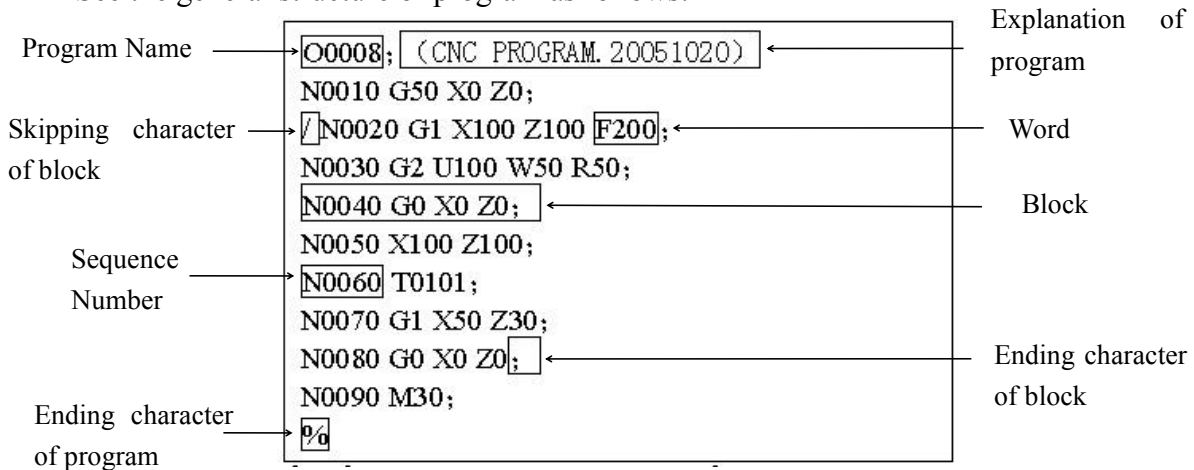 Program Name
Skipping character
of block
Sequence
Number
Ending character
of program
O0008; (CNC PROGRAM. 20051020)
N0010 G50 X0 Z0;
/N0020 G1 X100 Z100 F200;
N0030 G2 U100 W50 R50;
N0040 G0 X0 Z0;
N0050 X100 Z100;
N0060 T0101;
N0070 G1 X50 Z30;
N0080 G0 X0 Z0;
N0090 M30;
%
Explanation of
program
Word
Block
Ending character
of block